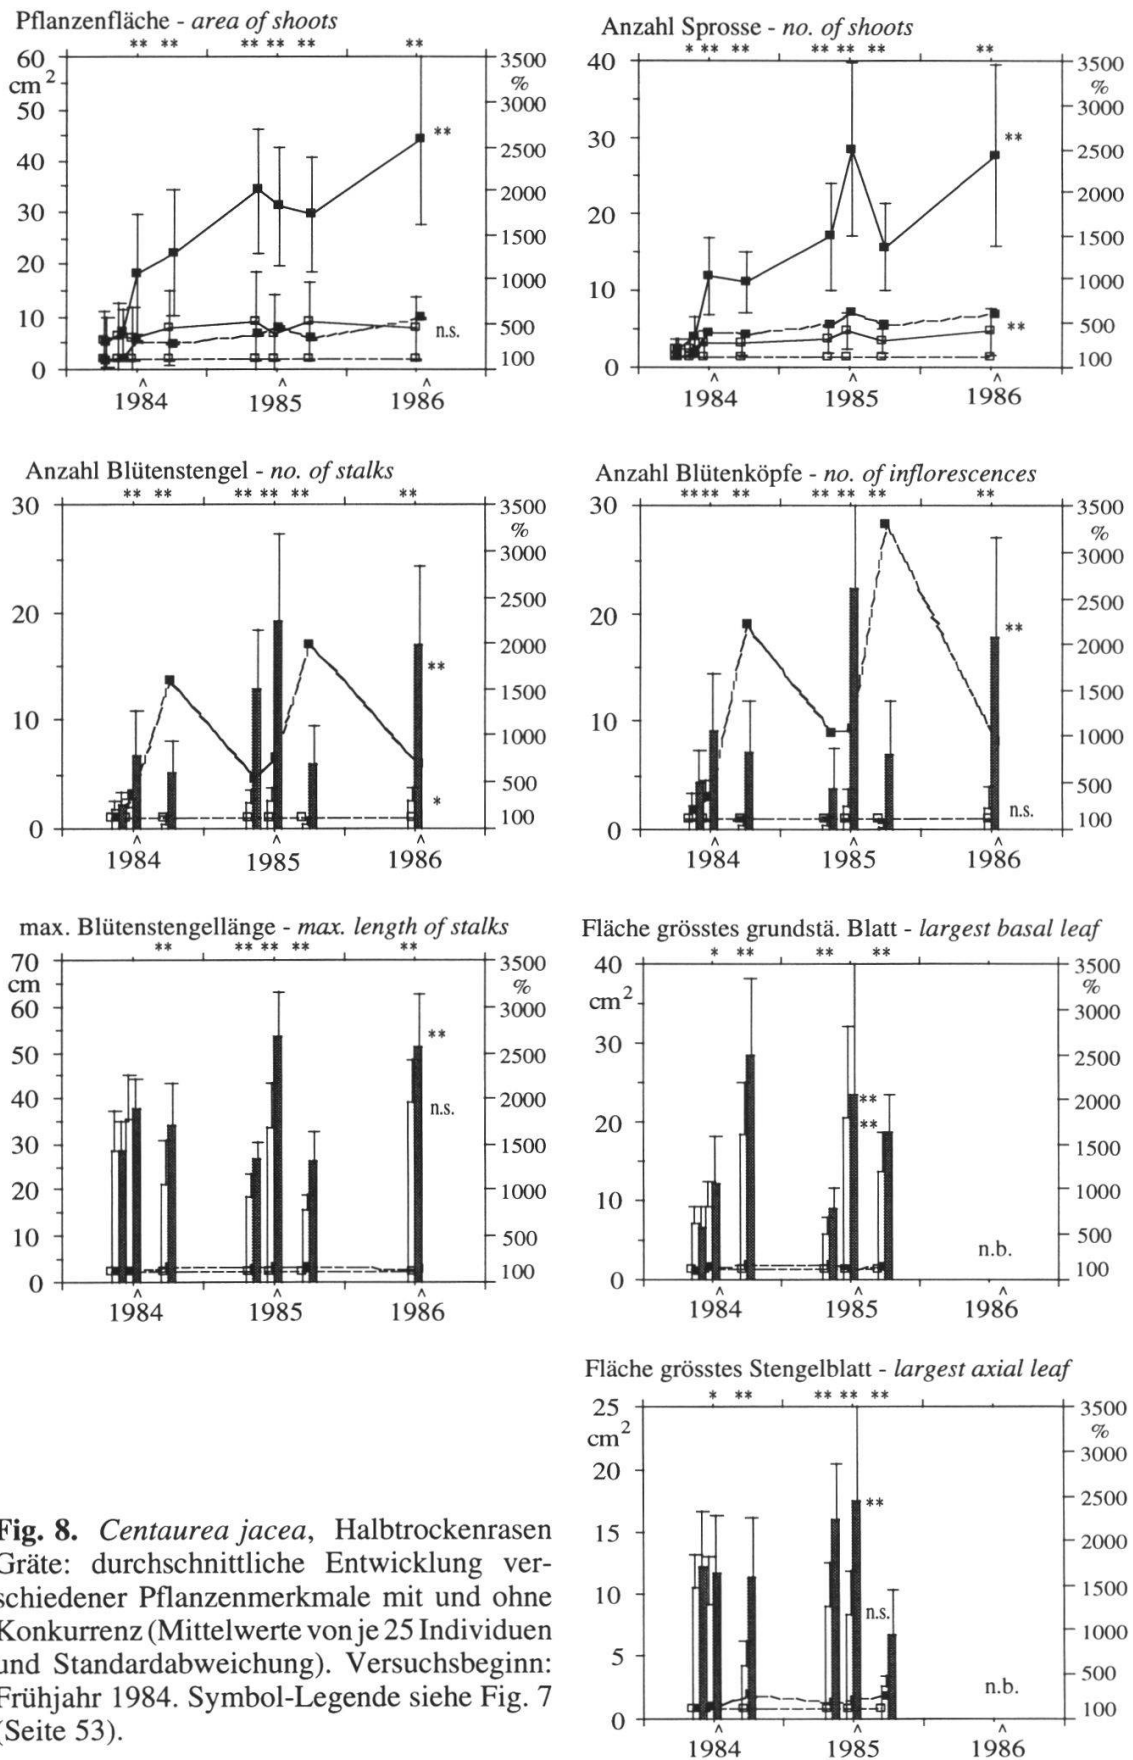 Pflanzenfläche - area of shoots
** ** ** ** ** **
60
cm2
50
40
30
20
10
0
3500
%
3000
2500
2000
1500
1000
500
100
**
n.s.
1984 1985 1986
Anzahl Sprosse - no. of shoots
* ** ** ** ** ** **
40
30
20
10
0
3500
%
3000
2500
2000
1500
1000
500
100
**
**
1984 1985 1986
Anzahl Blütenstengel - no. of stalks
** ** ** ** ** **
30
20
10
0
3500
%
3000
2500
2000
1500
1000
500
100
**
*
1984 1985 1986
Anzahl Blütenköpfe - no. of inflorescences
** ** ** ** ** ** **
30
20
10
0
3500
%
3000
2500
2000
1500
1000
500
100
**
n.s.
1984 1985 1986
max. Blütenstengellänge - max. length of stalks
** ** ** ** **
70
cm
60
50
40
30
20
10
0
3500
%
3000
2500
2000
1500
1000
500
100
**
n.s.
1984 1985 1986
Fläche grösstes grundstä. Blatt - largest basal leaf
* ** ** **
40
cm2
30
20
10
0
3500
%
3000
2500
2000
1500
1000
500
100
**
**
n.b.
1984 1985 1986
Fläche grösstes Stengelblatt - largest axial leaf
* ** ** ** **
25
cm2
20
15
10
5
0
3500
%
3000
2500
2000
1500
1000
500
100
**
n.s.
n.b.
1984 1985 1986
Fig. 8. Centaurea jacea, Halbtrockenrasen
Gräte: durchschnittliche Entwicklung ver-
schiedener Pflanzenmerkmale mit und ohne
Konkurrenz (Mittelwerte von je 25 Individuen
und Standardabweichung). Versuchsbeginn:
Frühjahr 1984. Symbol-Legende siehe Fig. 7
(Seite 53).